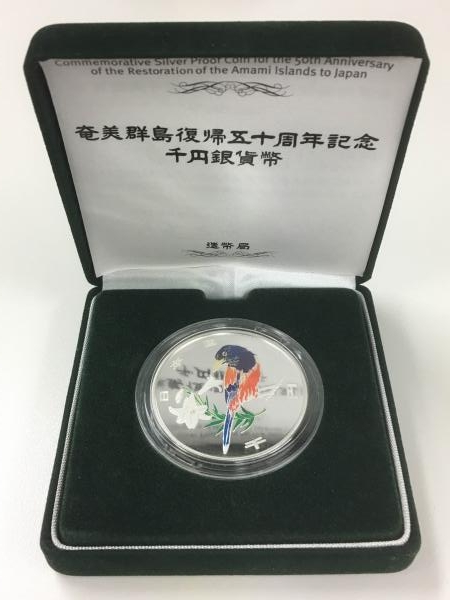 Commemorative Silver Proof Coin for the 50th Anniversary
of the Restoration of the Amami Islands to Japan
奄美群島復帰五十周年記念
千円銀貨幣
造幣局
日